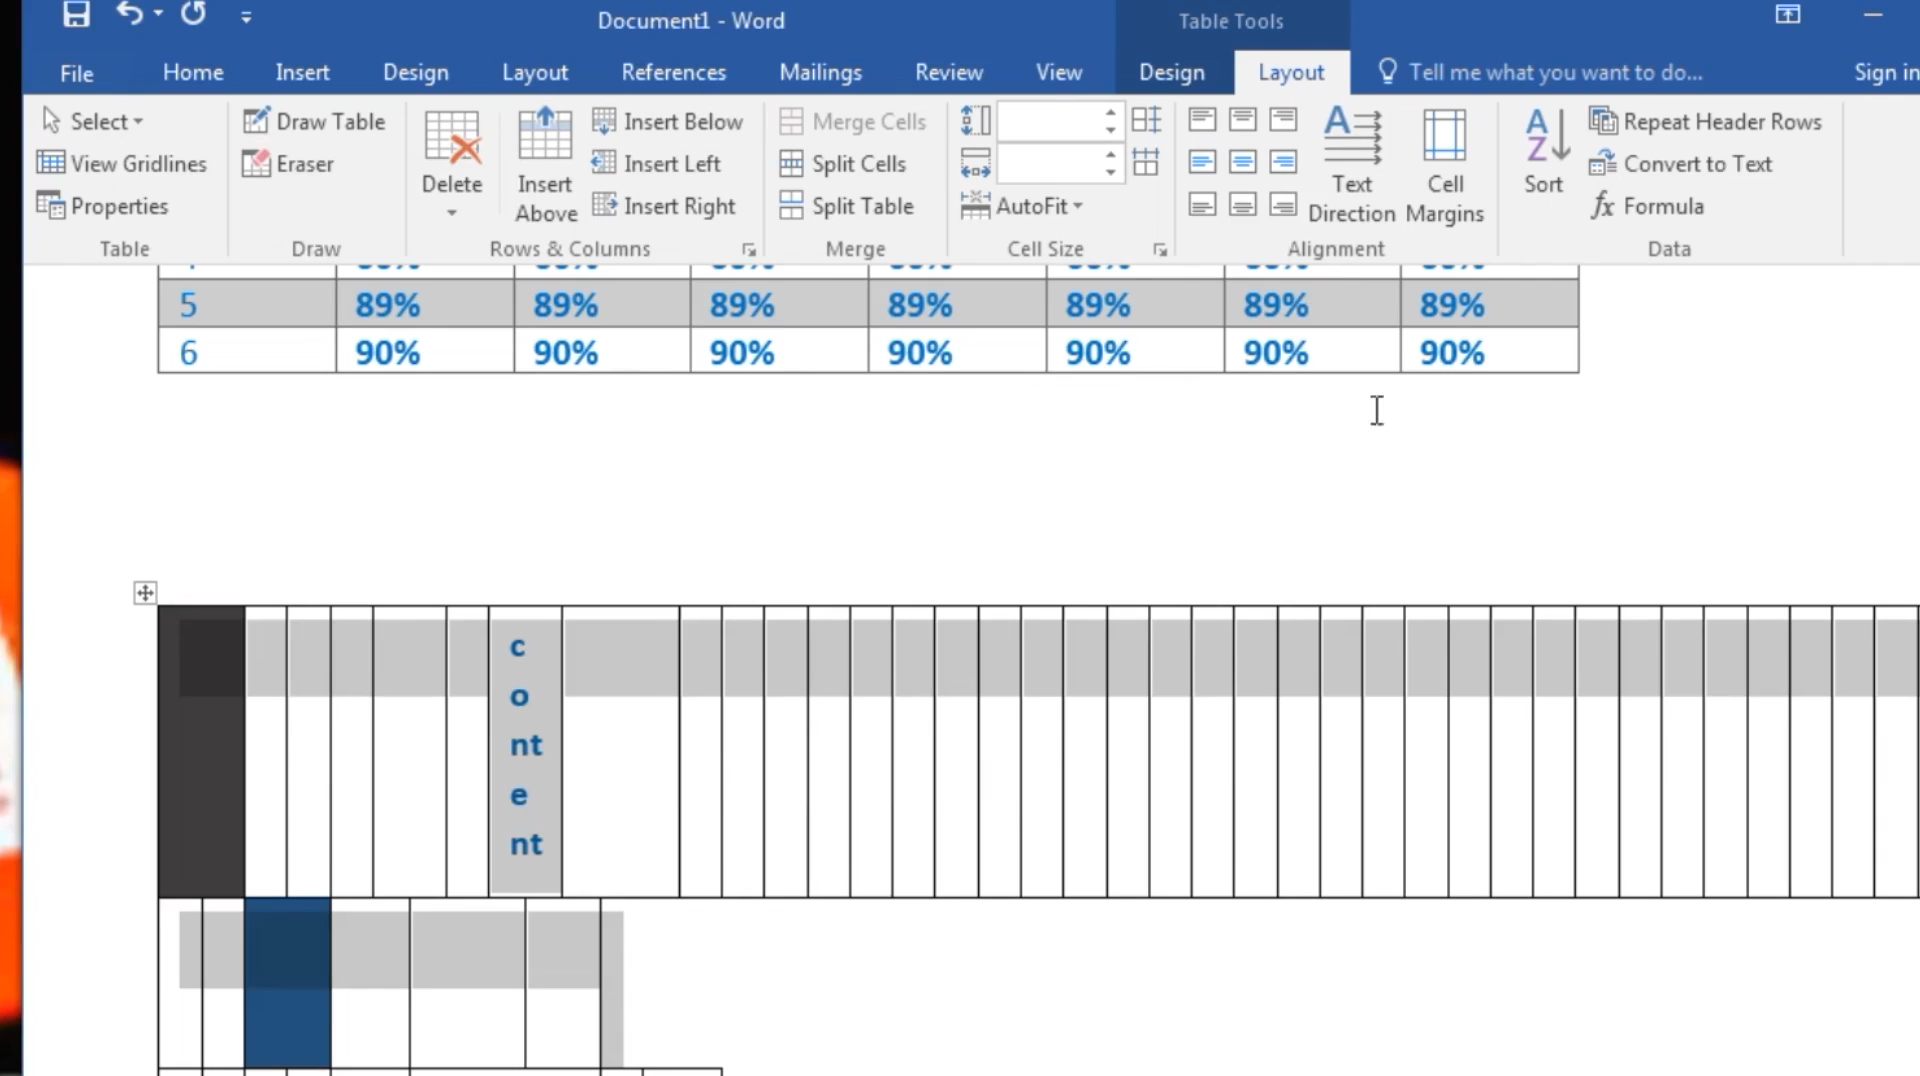 Document1 - Word
Table Tools
File Home Insert Design Layout References Mailings Review View Design Layout Tell me what you want to do... Sign in
Select
View Gridlines
Properties
Table
Draw Table
Eraser
Draw
Delete
Insert Above
Insert Below
Insert Left
Insert Right
Rows & Columns
Merge Cells
Split Cells
Split Table
Merge
AutoFit
Cell Size
Text Direction
Cell Margins
Alignment
Sort
Repeat Header Rows
Convert to Text
Formula
Data
5 89% 89% 89% 89% 89% 89% 89%
6 90% 90% 90% 90% 90% 90% 90%
c
o
nt
e
nt